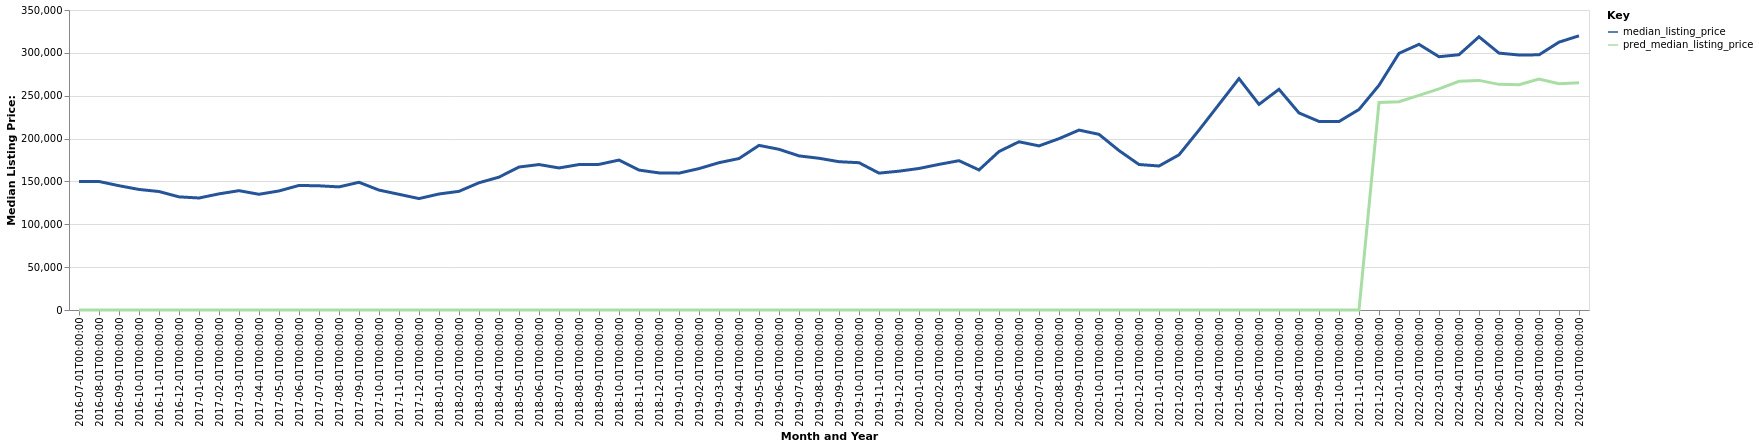 350,000
300,000
250,000
200,000
150,000
100,000
50,000
0
Median Listing Price:
2016-07-01T00:00:00
2016-08-01T00:00:00
2016-09-01T00:00:00
2016-10-01T00:00:00
2016-11-01T00:00:00
2016-12-01T00:00:00
2017-01-01T00:00:00
2017-02-01T00:00:00
2017-03-01T00:00:00
2017-04-01T00:00:00
2017-05-01T00:00:00
2017-06-01T00:00:00
2017-07-01T00:00:00
2017-08-01T00:00:00
2017-09-01T00:00:00
2017-10-01T00:00:00
2017-11-01T00:00:00
2017-12-01T00:00:00
2018-01-01T00:00:00
2018-02-01T00:00:00
2018-03-01T00:00:00
2018-04-01T00:00:00
2018-05-01T00:00:00
2018-06-01T00:00:00
2018-07-01T00:00:00
2018-08-01T00:00:00
2018-09-01T00:00:00
2018-10-01T00:00:00
2018-11-01T00:00:00
2018-12-01T00:00:00
2019-01-01T00:00:00
2019-02-01T00:00:00
2019-03-01T00:00:00
2019-04-01T00:00:00
2019-05-01T00:00:00
2019-06-01T00:00:00
2019-07-01T00:00:00
2019-08-01T00:00:00
2019-09-01T00:00:00
2019-10-01T00:00:00
2019-11-01T00:00:00
2019-12-01T00:00:00
2020-01-01T00:00:00
2020-02-01T00:00:00
2020-03-01T00:00:00
2020-04-01T00:00:00
2020-05-01T00:00:00
2020-06-01T00:00:00
2020-07-01T00:00:00
2020-08-01T00:00:00
2020-09-01T00:00:00
2020-10-01T00:00:00
2020-11-01T00:00:00
2020-12-01T00:00:00
2021-01-01T00:00:00
2021-02-01T00:00:00
2021-03-01T00:00:00
2021-04-01T00:00:00
2021-05-01T00:00:00
2021-06-01T00:00:00
2021-07-01T00:00:00
2021-08-01T00:00:00
2021-09-01T00:00:00
2021-10-01T00:00:00
2021-11-01T00:00:00
2021-12-01T00:00:00
2022-01-01T00:00:00
2022-02-01T00:00:00
2022-03-01T00:00:00
2022-04-01T00:00:00
2022-05-01T00:00:00
2022-06-01T00:00:00
2022-07-01T00:00:00
2022-08-01T00:00:00
2022-09-01T00:00:00
2022-10-01T00:00:00
Month and Year
Key
median_listing_price
pred_median_listing_price